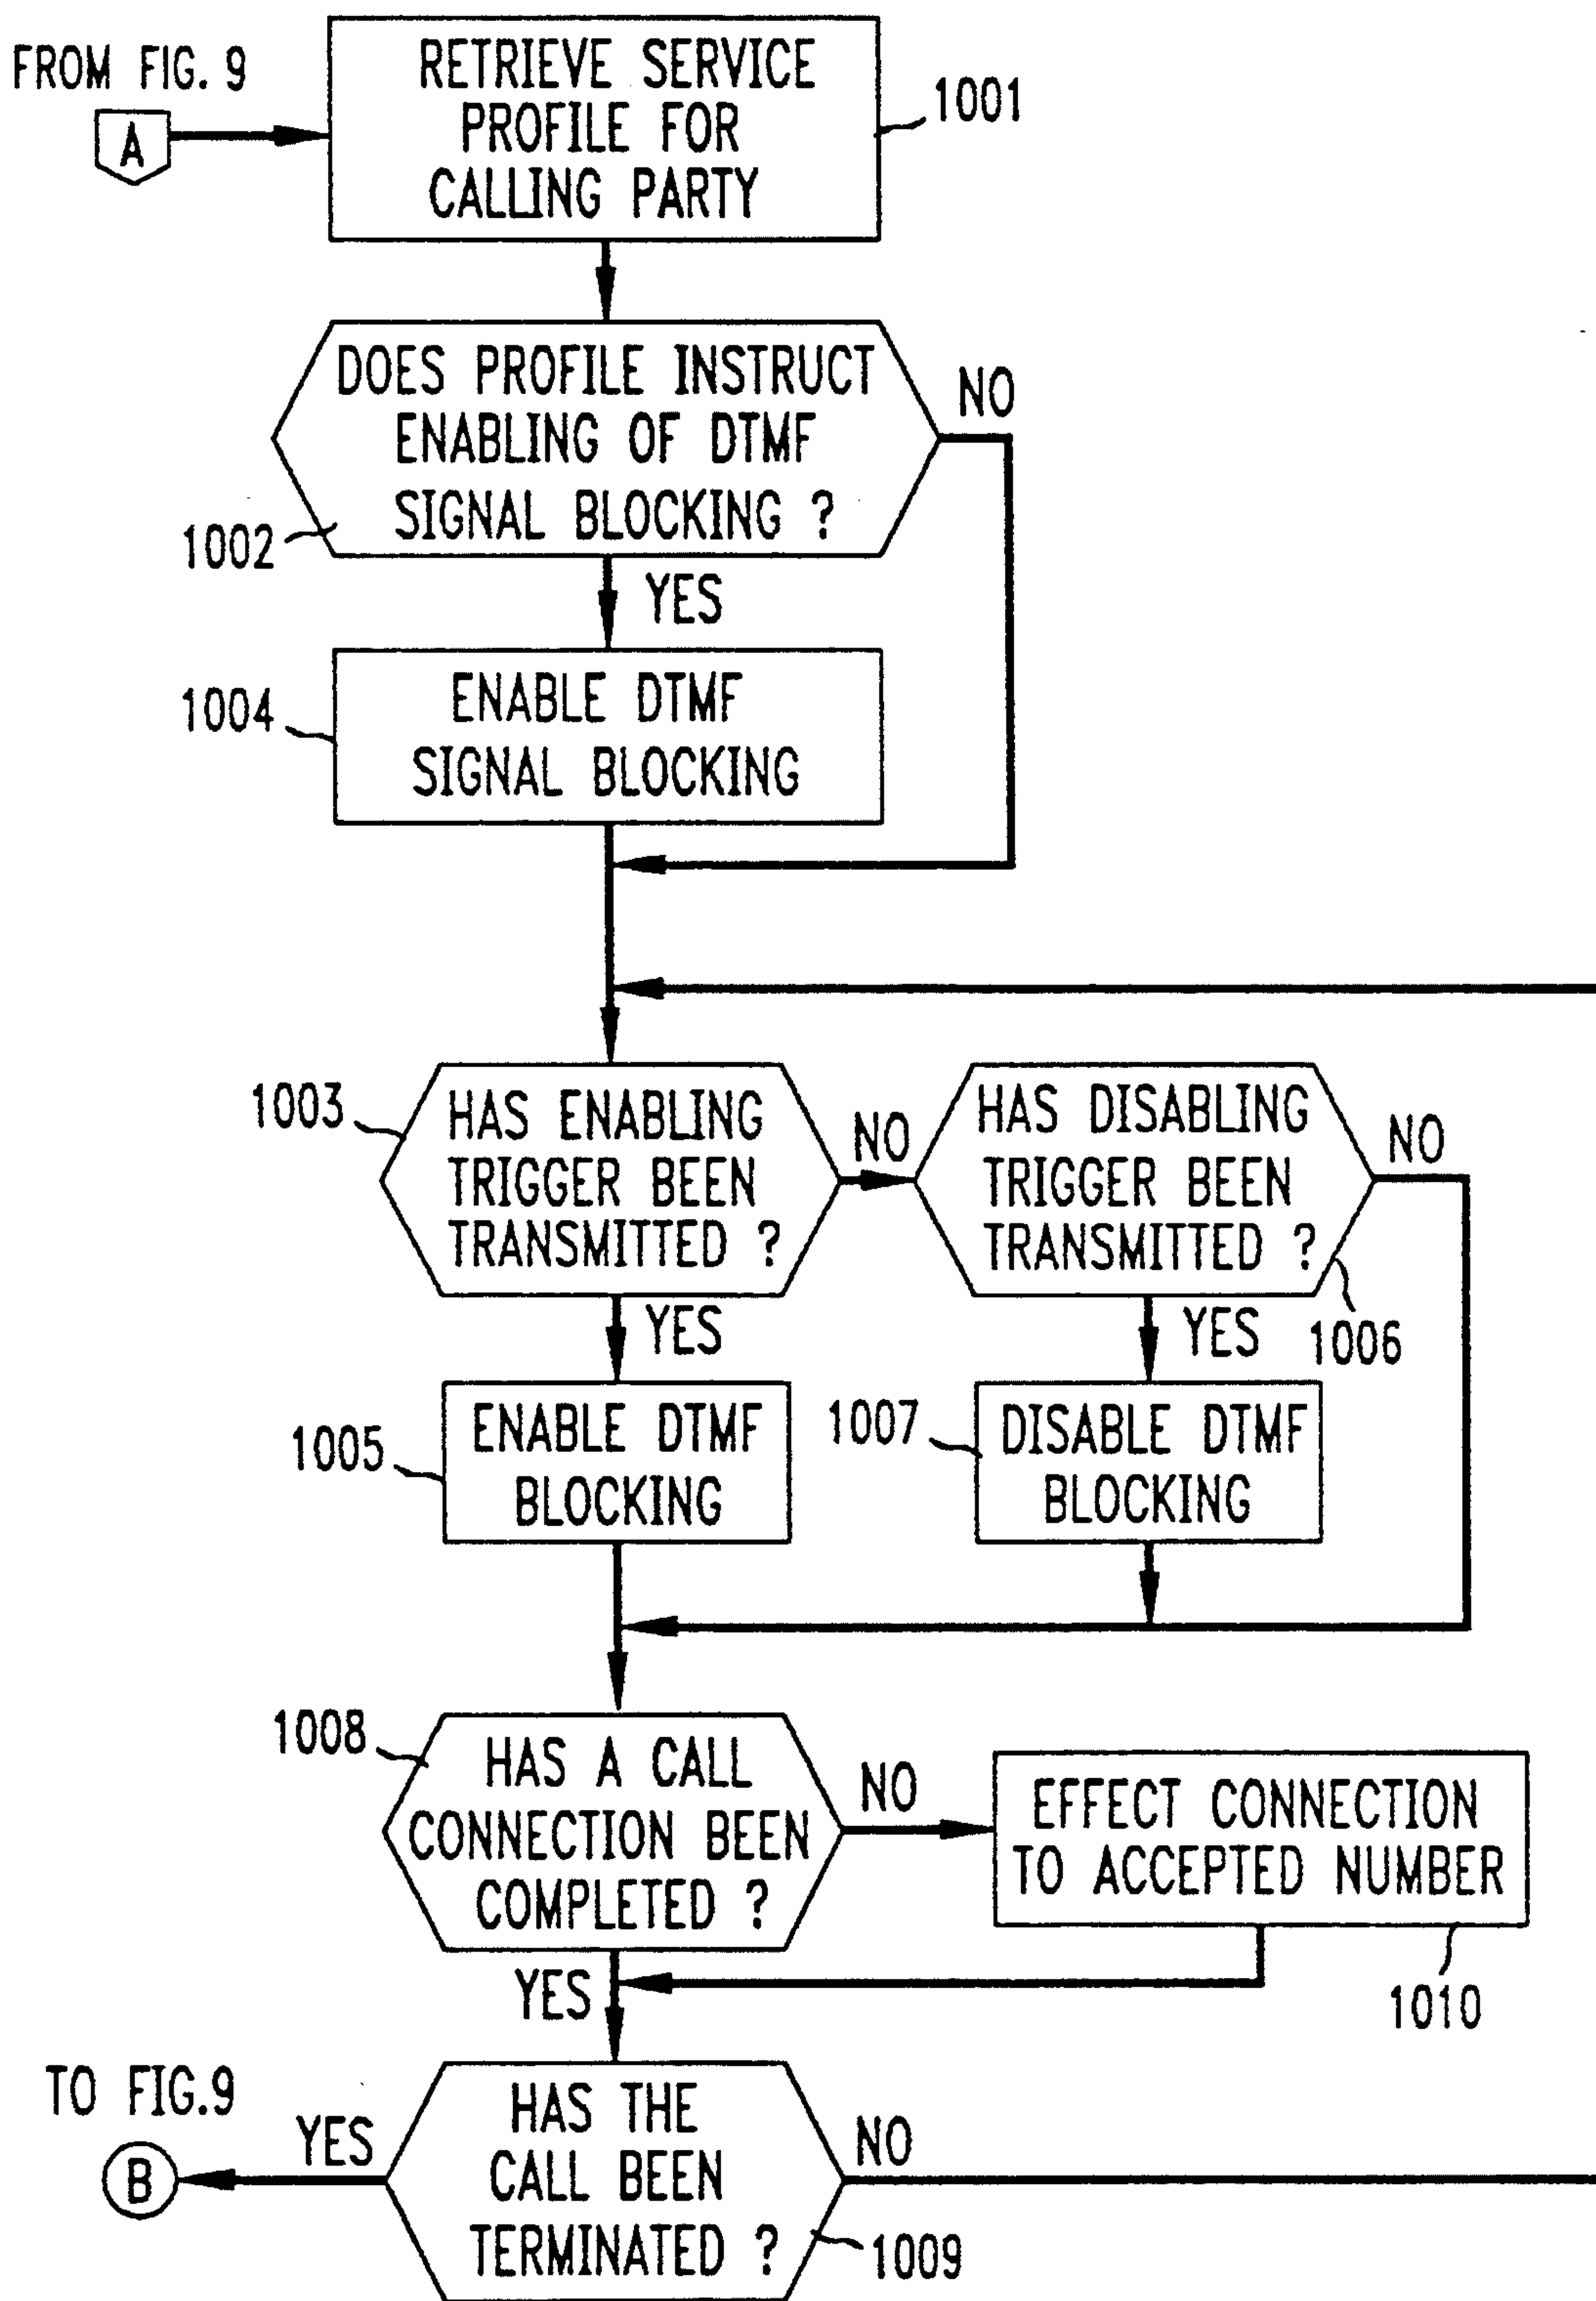 FROM FIG. 9
A
RETRIEVE SERVICE
PROFILE FOR
CALLING PARTY
1001
DOES PROFILE INSTRUCT
ENABLING OF DTMF
SIGNAL BLOCKING ?
1002
NO
YES
ENABLE DTMF
SIGNAL BLOCKING
1004
1003
HAS ENABLING
TRIGGER BEEN
TRANSMITTED ?
NO
HAS DISABLING
TRIGGER BEEN
TRANSMITTED ?
NO
1006
YES
YES
ENABLE DTMF
BLOCKING
1005
1007
DISABLE DTMF
BLOCKING
1008
HAS A CALL
CONNECTION BEEN
COMPLETED ?
NO
EFFECT CONNECTION
TO ACCEPTED NUMBER
1010
YES
TO FIG.9
B
YES
HAS THE
CALL BEEN
TERMINATED ?
NO
1009